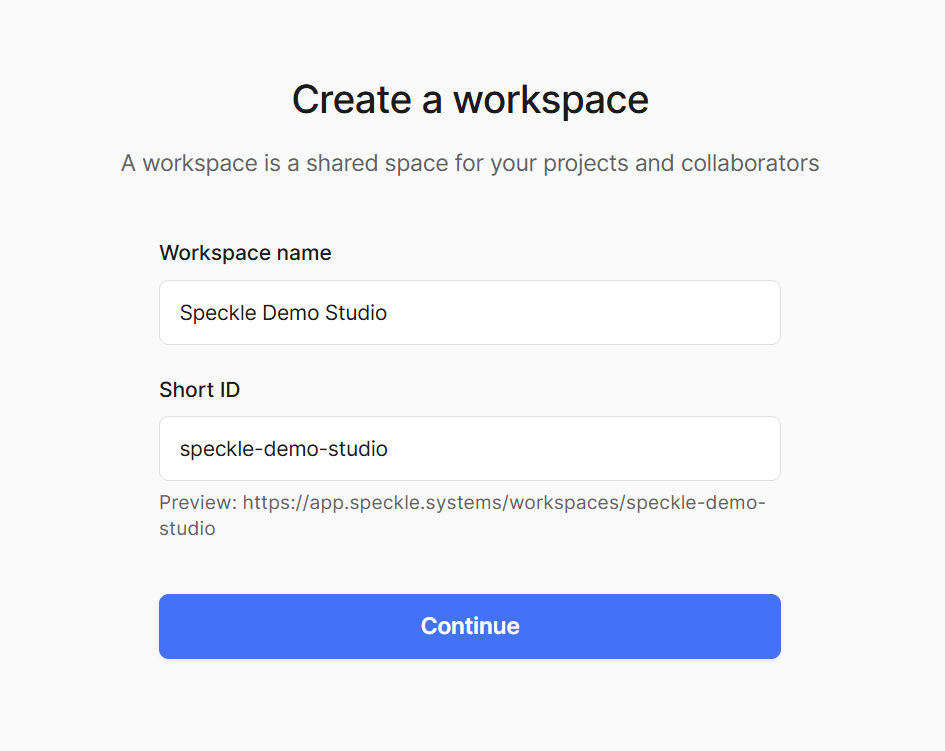 Create a workspace
A workspace is a shared space for your projects and collaborators
Workspace name
Speckle Demo Studio
Short ID
speckle-demo-studio
Preview: https://app.speckle.systems/workspaces/speckle-demo-
studio
Continue